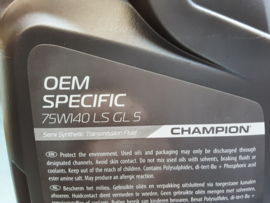 OEM
SPECIFIC
75W140 LS GL 5
Semi Synthetic Transmission Fluid
CHAMPION
Protect the environment. Used oils and packaging may only be discharged through
designated channels. Avoid skin contact. Do not mix used oils with solvents, braking fluids or
coolants. Keep out of the reach of children. Contains Polysulphides, di-tert-Bu + Phosphoric acid
ester amine salt. May produce an allergic reaction.
Bescherm het milieu. Gebruikte oliën en verpakking uitsluitend via toegestane kanalen
afvoeren. Huidcontact dient vermeden te worden. Gebruikte oliën niet mengen met